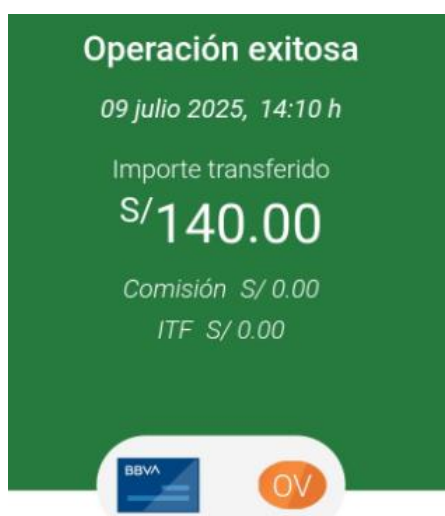 Operación exitosa
09 julio 2025, 14:10 h
Importe transferido
S/140.00
Comisión S/ 0.00
ITF S/ 0.00
BBVA
OV